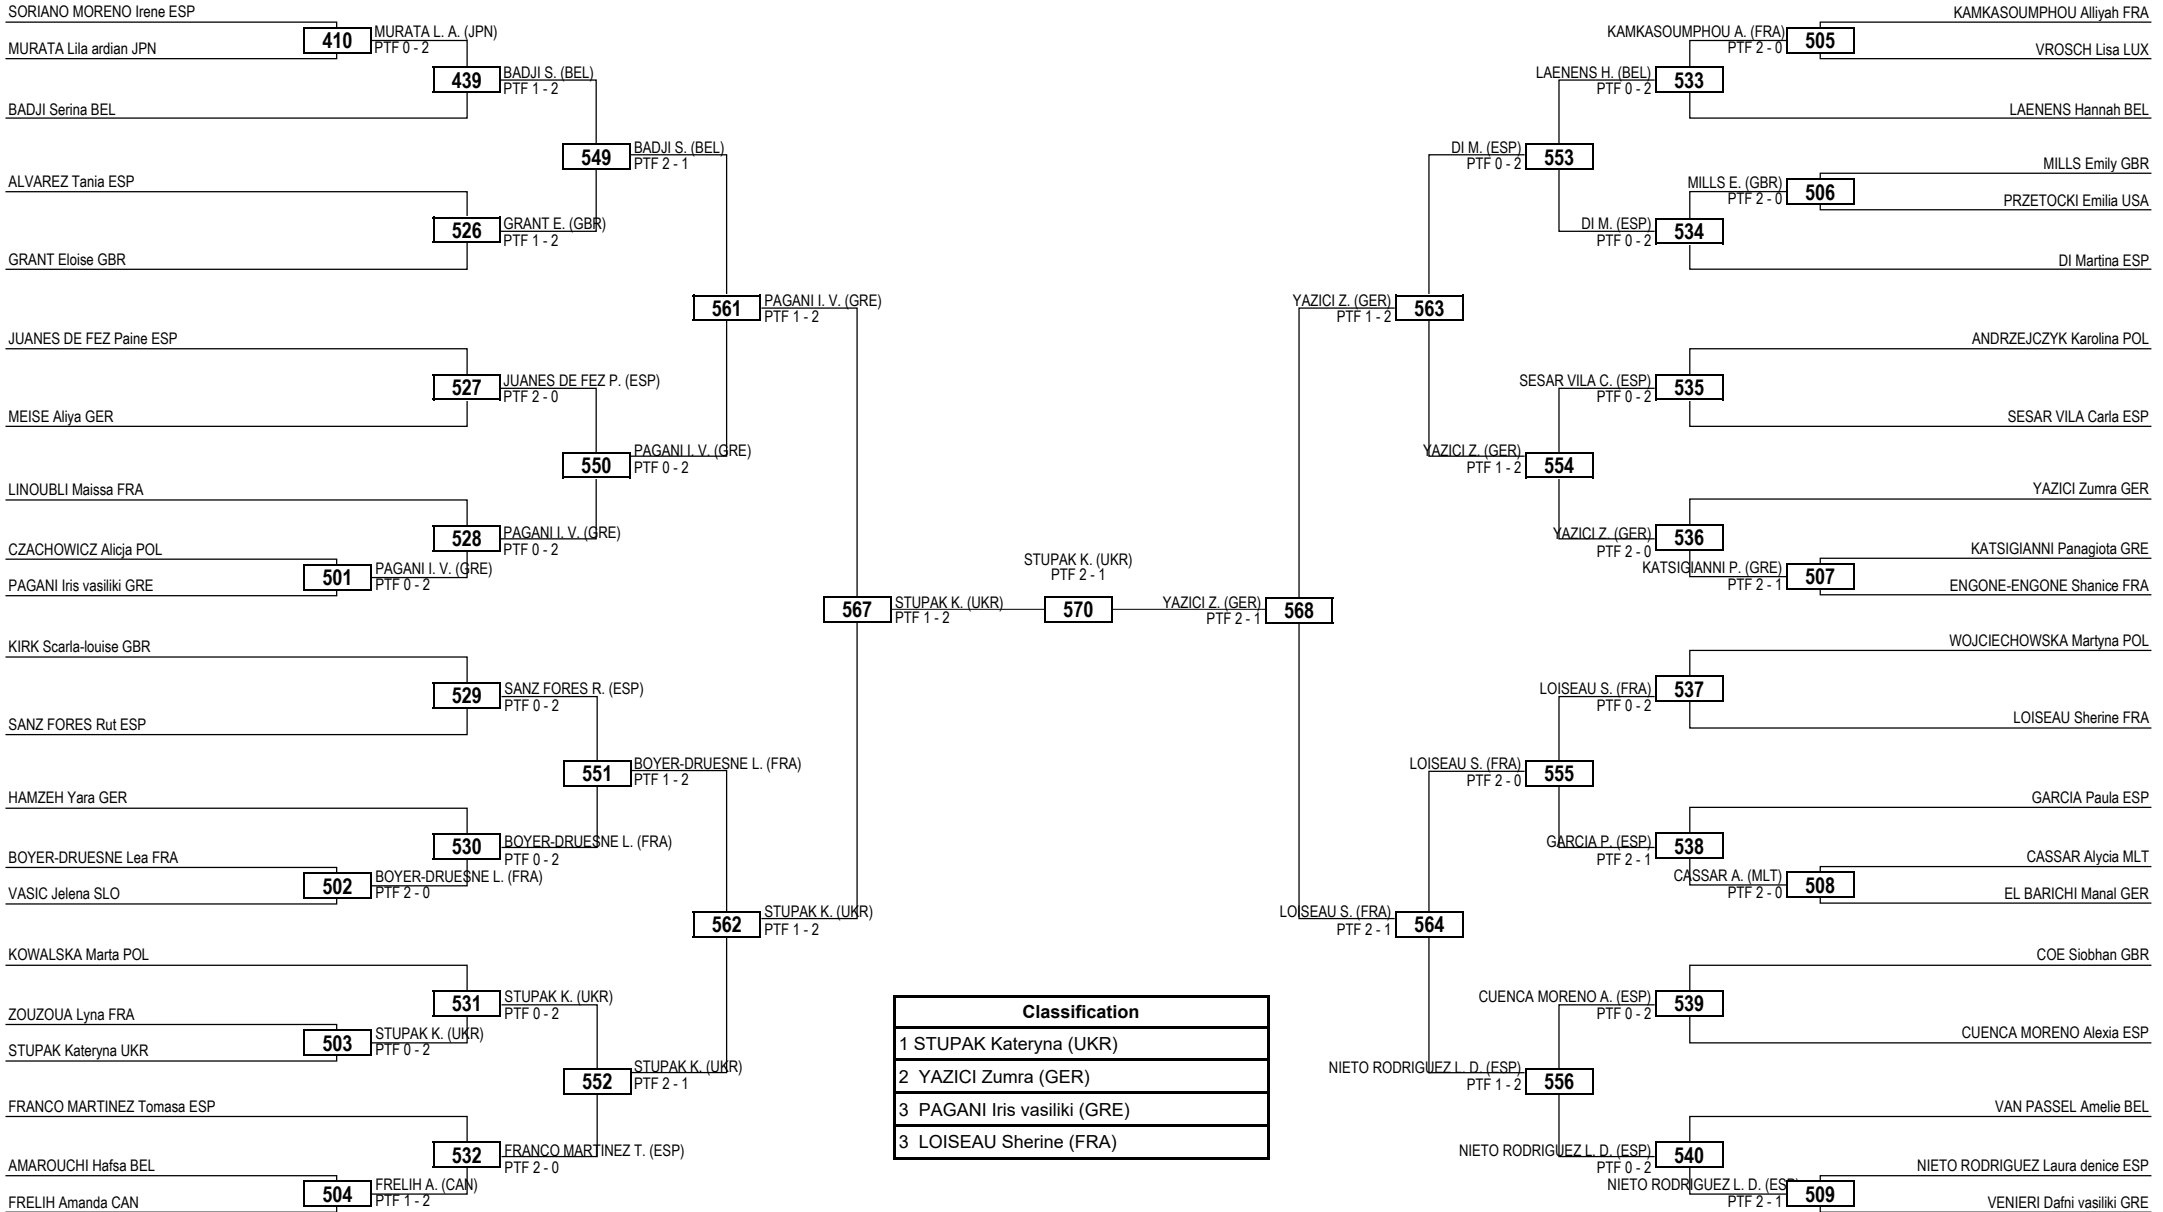 SORIANO MORENO Irene ESP
MURATA Lila ardian JPN
410
MURATA L. A. (JPN)
PTF 0 - 2
439
BADJI S. (BEL)
PTF 1 - 2
BADJI Serina BEL
549
BADJI S. (BEL)
PTF 2 - 1
ALVAREZ Tania ESP
526
GRANT E. (GBR)
PTF 1 - 2
GRANT Eloise GBR
561
PAGANI I. V. (GRE)
PTF 1 - 2
JUANES DE FEZ Paine ESP
527
JUANES DE FEZ P. (ESP)
PTF 2 - 0
MEISE Aliya GER
550
PAGANI I. V. (GRE)
PTF 0 - 2
LINOUBLI Maissa FRA
528
PAGANI I. V. (GRE)
PTF 0 - 2
CZACHOWICZ Alicja POL
501
PAGANI I. V. (GRE)
PTF 0 - 2
PAGANI Iris vasiliki GRE
567
STUPAK K. (UKR)
PTF 1 - 2
KIRK Scarla-louise GBR
529
SANZ FORES R. (ESP)
PTF 0 - 2
SANZ FORES Rut ESP
551
BOYER-DRUESNE L. (FRA)
PTF 1 - 2
HAMZEH Yara GER
530
BOYER-DRUESNE L. (FRA)
PTF 0 - 2
BOYER-DRUESNE Lea FRA
502
BOYER-DRUESNE L. (FRA)
PTF 2 - 0
VASIC Jelena SLO
562
STUPAK K. (UKR)
PTF 1 - 2
KOWALSKA Marta POL
531
STUPAK K. (UKR)
PTF 0 - 2
ZOUZOUA Lyna FRA
503
STUPAK K. (UKR)
PTF 0 - 2
STUPAK Kateryna UKR
552
STUPAK K. (UKR)
PTF 2 - 1
FRANCO MARTINEZ Tomasa ESP
532
FRANCO MARTINEZ T. (ESP)
PTF 2 - 0
AMAROUCHI Hafsa BEL
504
FRELIH A. (CAN)
PTF 1 - 2
FRELIH Amanda CAN
STUPAK K. (UKR)
PTF 2 - 1
570
Classification
1 STUPAK Kateryna (UKR)
2 YAZICI Zumra (GER)
3 PAGANI Iris vasiliki (GRE)
3 LOISEAU Sherine (FRA)
KAMKASOUMPHOU Alliyah FRA
KAMKASOUMPHOU A. (FRA)
PTF 2 - 0
505
VROSCH Lisa LUX
LAENENS H. (BEL)
PTF 0 - 2
533
LAENENS Hannah BEL
DI M. (ESP)
PTF 0 - 2
553
MILLS Emily GBR
MILLS E. (GBR)
PTF 2 - 0
506
PRZETOCKI Emilia USA
DI M. (ESP)
PTF 0 - 2
534
DI Martina ESP
YAZICI Z. (GER)
PTF 1 - 2
563
ANDRZEJCZYK Karolina POL
SESAR VILA C. (ESP)
PTF 0 - 2
535
SESAR VILA Carla ESP
YAZICI Z. (GER)
PTF 1 - 2
554
YAZICI Zumra GER
YAZICI Z. (GER)
PTF 2 - 0
536
KATSIGIANNI Panagiota GRE
KATSIGIANNI P. (GRE)
PTF 2 - 1
507
ENGONE-ENGONE Shanice FRA
YAZICI Z. (GER)
PTF 2 - 1
568
WOJCIECHOWSKA Martyna POL
LOISEAU S. (FRA)
PTF 0 - 2
537
LOISEAU Sherine FRA
LOISEAU S. (FRA)
PTF 2 - 0
555
GARCIA Paula ESP
GARCIA P. (ESP)
PTF 2 - 1
538
CASSAR Alycia MLT
CASSAR A. (MLT)
PTF 2 - 0
508
EL BARICHI Manal GER
LOISEAU S. (FRA)
PTF 2 - 1
564
COE Siobhan GBR
CUENCA MORENO A. (ESP)
PTF 0 - 2
539
CUENCA MORENO Alexia ESP
NIETO RODRIGUEZ L. D. (ESP)
PTF 1 - 2
556
VAN PASSEL Amelie BEL
NIETO RODRIGUEZ L. D. (ESP)
PTF 0 - 2
540
NIETO RODRIGUEZ Laura denice ESP
NIETO RODRIGUEZ L. D. (ESP
PTF 2 - 1
509
VENIERI Dafni vasiliki GRE